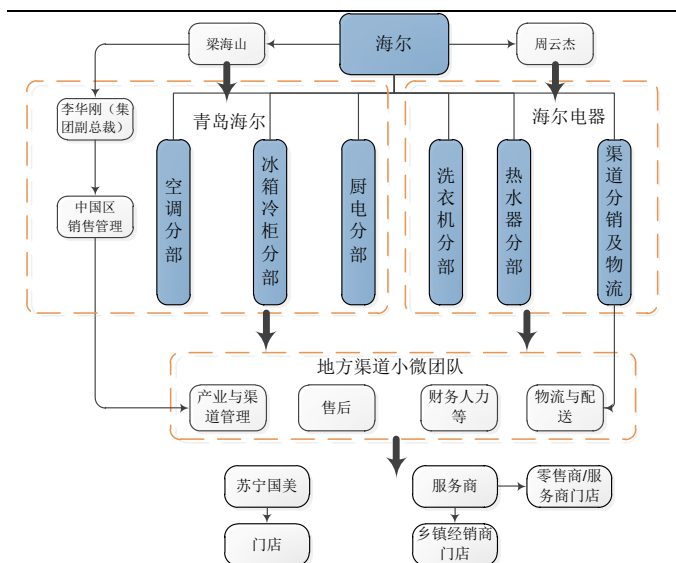 海尔
梁海山
周云杰
李华刚（集
团副总裁）
青岛海尔
海尔电器
中国区
销售管理
空调分部
冰箱冷柜分部
厨电分部
洗衣机分部
热水器分部
渠道分销及物流
地方渠道小微团队
产业与渠
道管理
售后
财务人力
等
物流与配
送
苏宁国美
服务商
零售商/服
务商门店
门店
乡镇经销商
门店